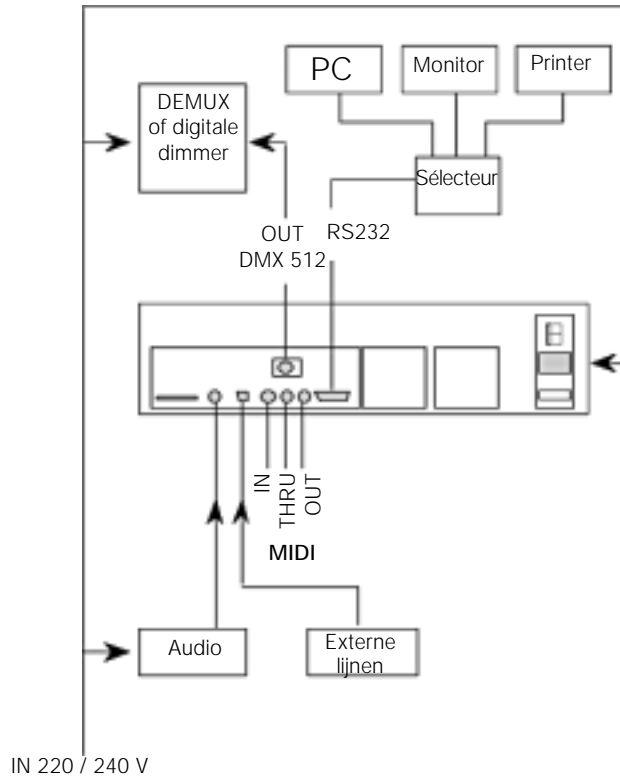 PC
Monitor
Printer
DEMUX
of digitale
dimmer
Sélecteur
OUT
DMX 512
RS232
IN
THRU
OUT
MIDI
Audio
Externe
lijnen
IN 220 / 240 V